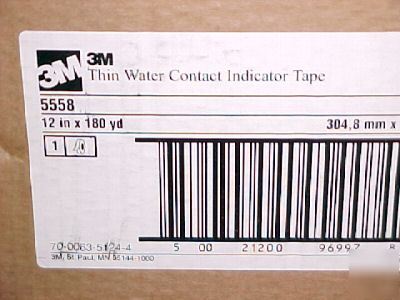 3M 3M
Thin Water Contact Indicator Tape
5558
12 in x 180 yd 304,8 mm x
1
70-0063-5124-4
5 00 21200 96997 8
3M, St. Paul, MN 55144-1000